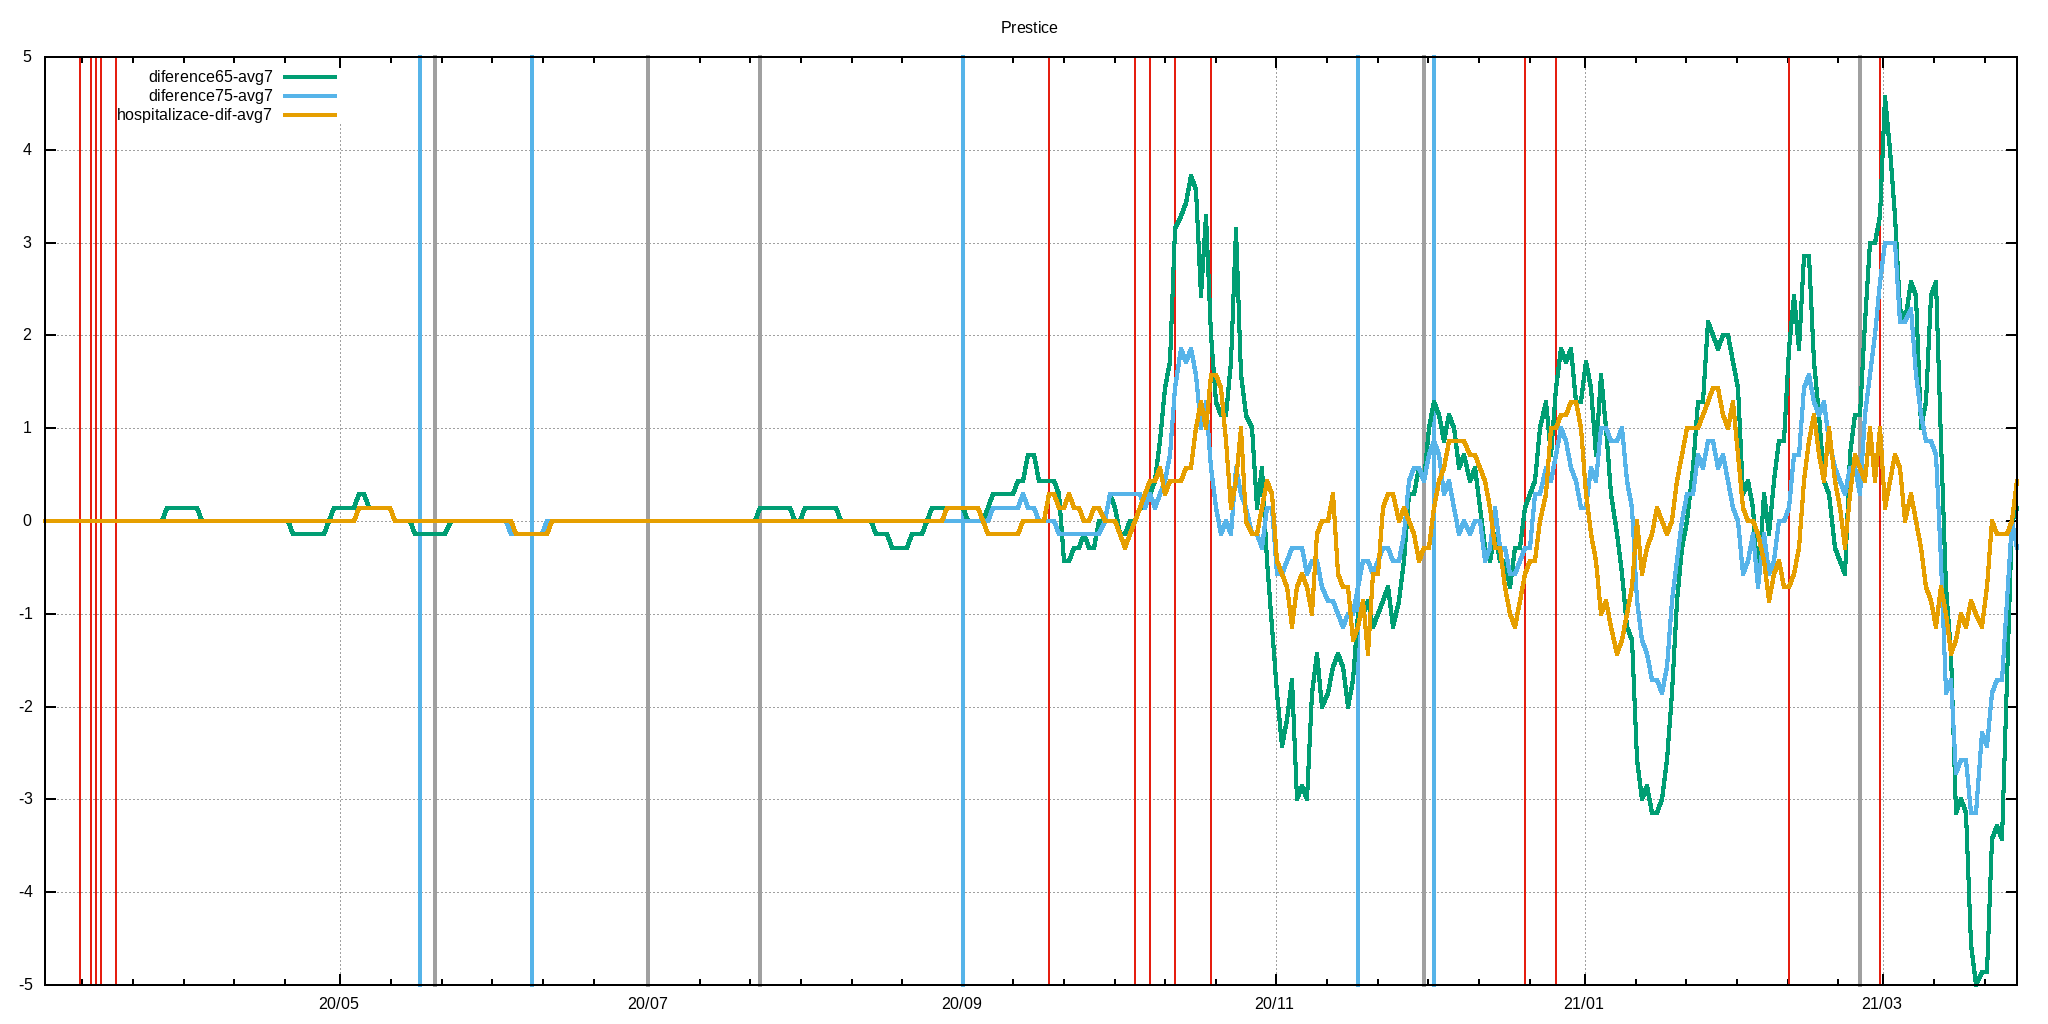 Prestice
5
diference65-avg7
diference75-avg7
hospitalizace-dif-avg7
4
3
2
1
0
-1
-2
-3
-4
-5
20/05 20/07 20/09 20/11 21/01 21/03